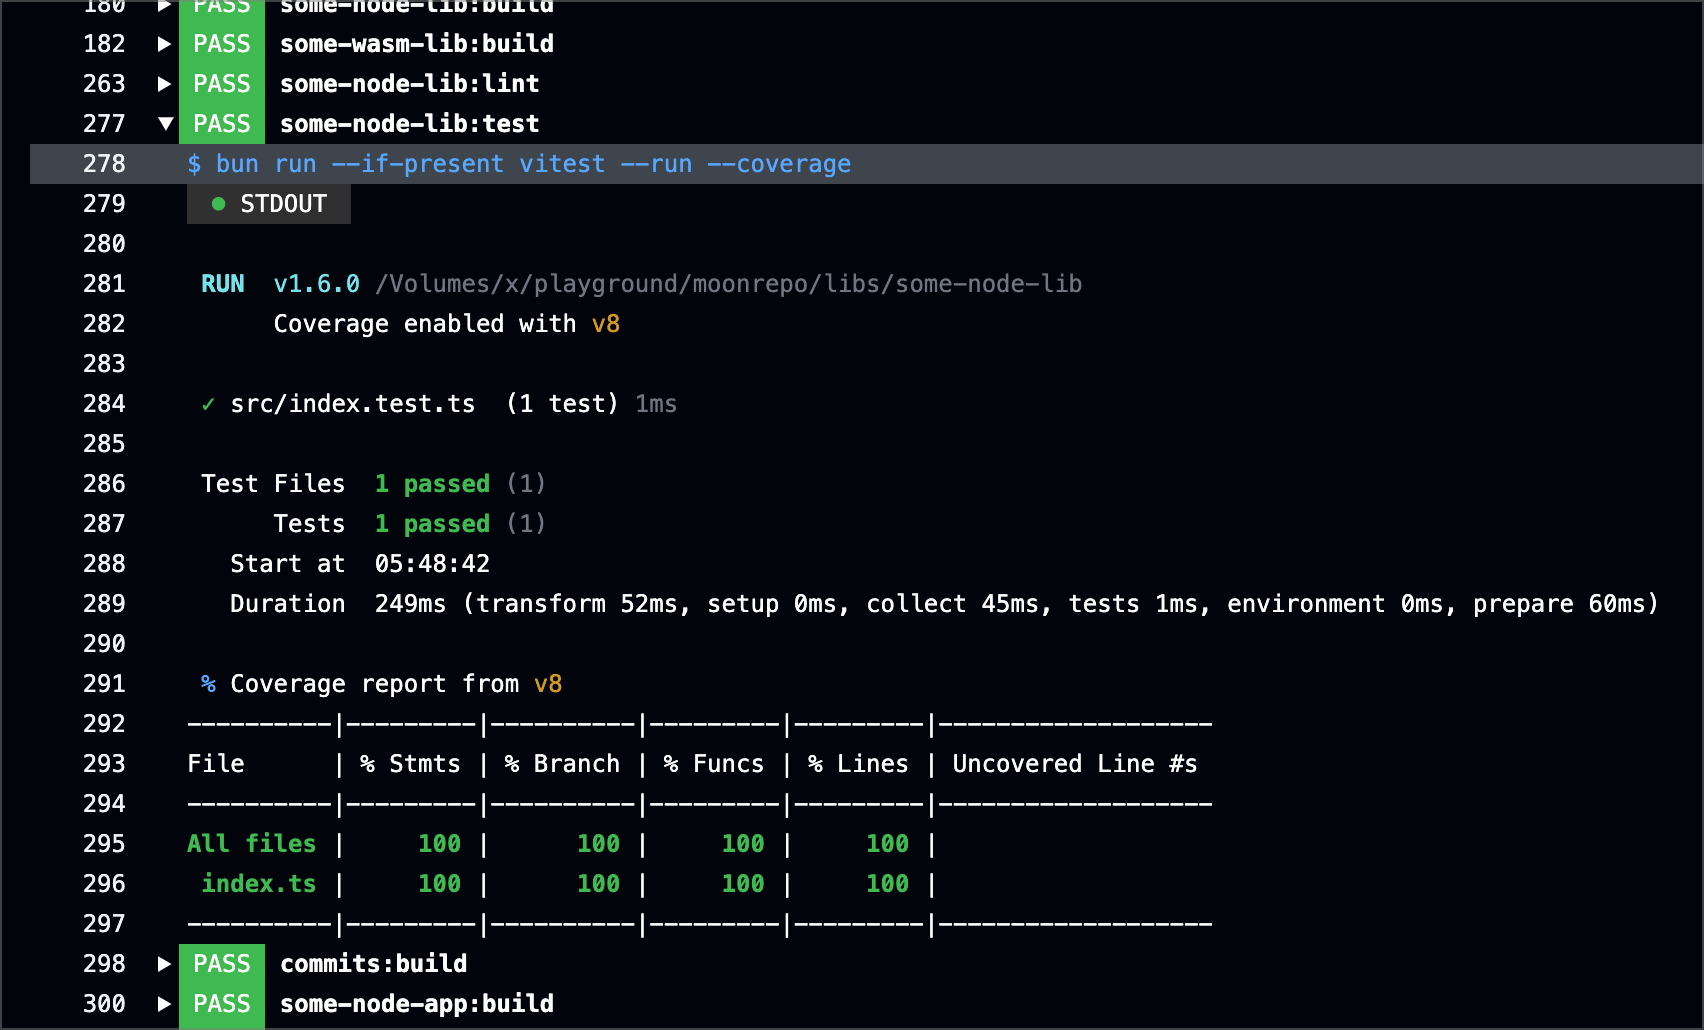 180 ▶ PASS some-node-lib:build
182 ▶ PASS some-wasm-lib:build
263 ▶ PASS some-node-lib:lint
277 ▼ PASS some-node-lib:test
278 $ bun run --if-present vitest --run --coverage
279 ● STDOUT
280
281 RUN v1.6.0 /Volumes/x/playground/moonrepo/libs/some-node-lib
282 Coverage enabled with v8
283
284 ✓ src/index.test.ts (1 test) 1ms
285
286 Test Files 1 passed (1)
287 Tests 1 passed (1)
288 Start at 05:48:42
289 Duration 249ms (transform 52ms, setup 0ms, collect 45ms, tests 1ms, environment 0ms, prepare 60ms)
290
291 % Coverage report from v8
292 ----------|---------|----------|---------|---------|-------------------
293 File | % Stmts | % Branch | % Funcs | % Lines | Uncovered Line #s
294 ----------|---------|----------|---------|---------|-------------------
295 All files | 100 | 100 | 100 | 100 |
296 index.ts | 100 | 100 | 100 | 100 |
297 ----------|---------|----------|---------|---------|-------------------
298 ▶ PASS commits:build
300 ▶ PASS some-node-app:build